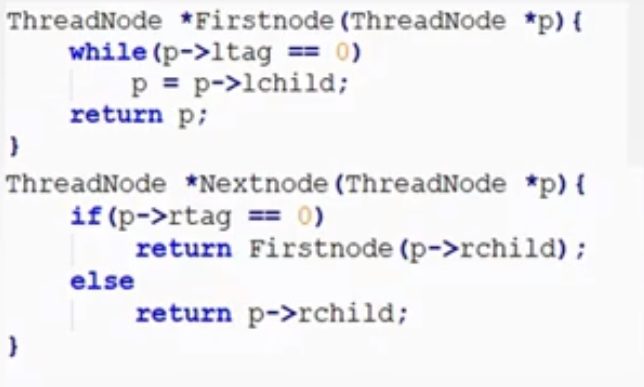 ThreadNode *Firstnode(ThreadNode *p){
    while(p->ltag == 0)
        p = p->lchild;
    return p;
}
ThreadNode *Nextnode(ThreadNode *p){
    if(p->rtag == 0)
        return Firstnode(p->rchild);
    else
        return p->rchild;
}